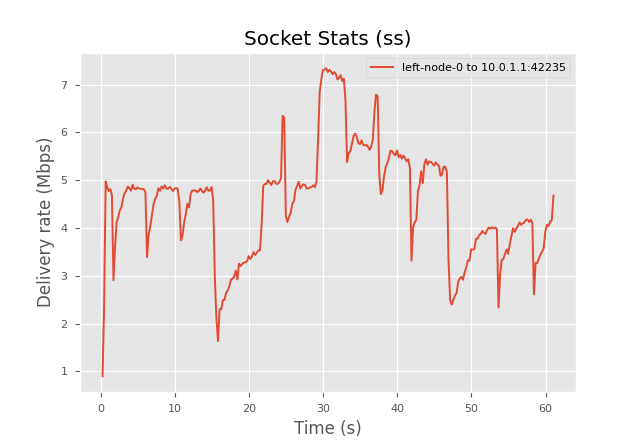 Socket Stats (ss)
left-node-0 to 10.0.1.1:42235
Delivery rate (Mbps)
7
6
5
4
3
2
1
0 10 20 30 40 50 60
Time (s)